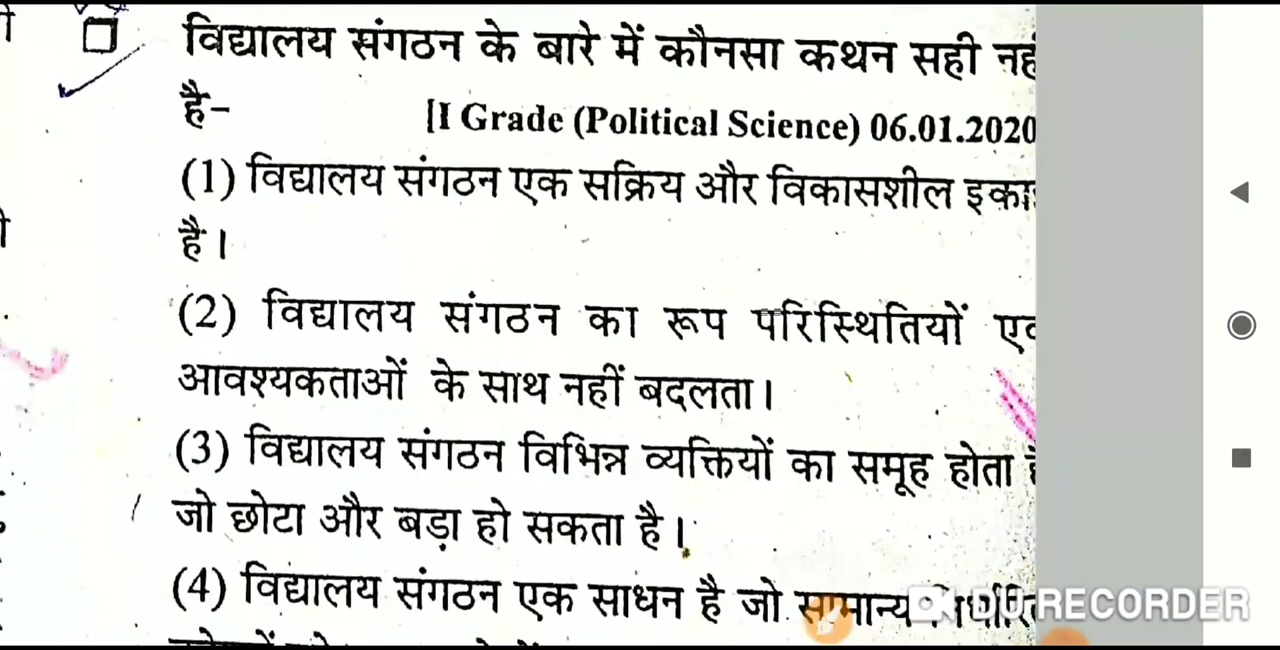 विद्यालय संगठन के बारे में कौनसा कथन सही
है-
[I Grade (Political Science) 06.01.2020
(1) विद्यालय संगठन एक सक्रिय और विकासशील
है।
(2) विद्यालय संगठन का रूप परिस्थितियों
आवश्यकताओं के साथ नहीं बदलता।
(3) विद्यालय संगठन विभिन्न व्यक्तियों का समूह होता
जो छोटा और बड़ा हो सकता है।
(4) विद्यालय संगठन एक साधन है जो सामान्य
DU RECORDER